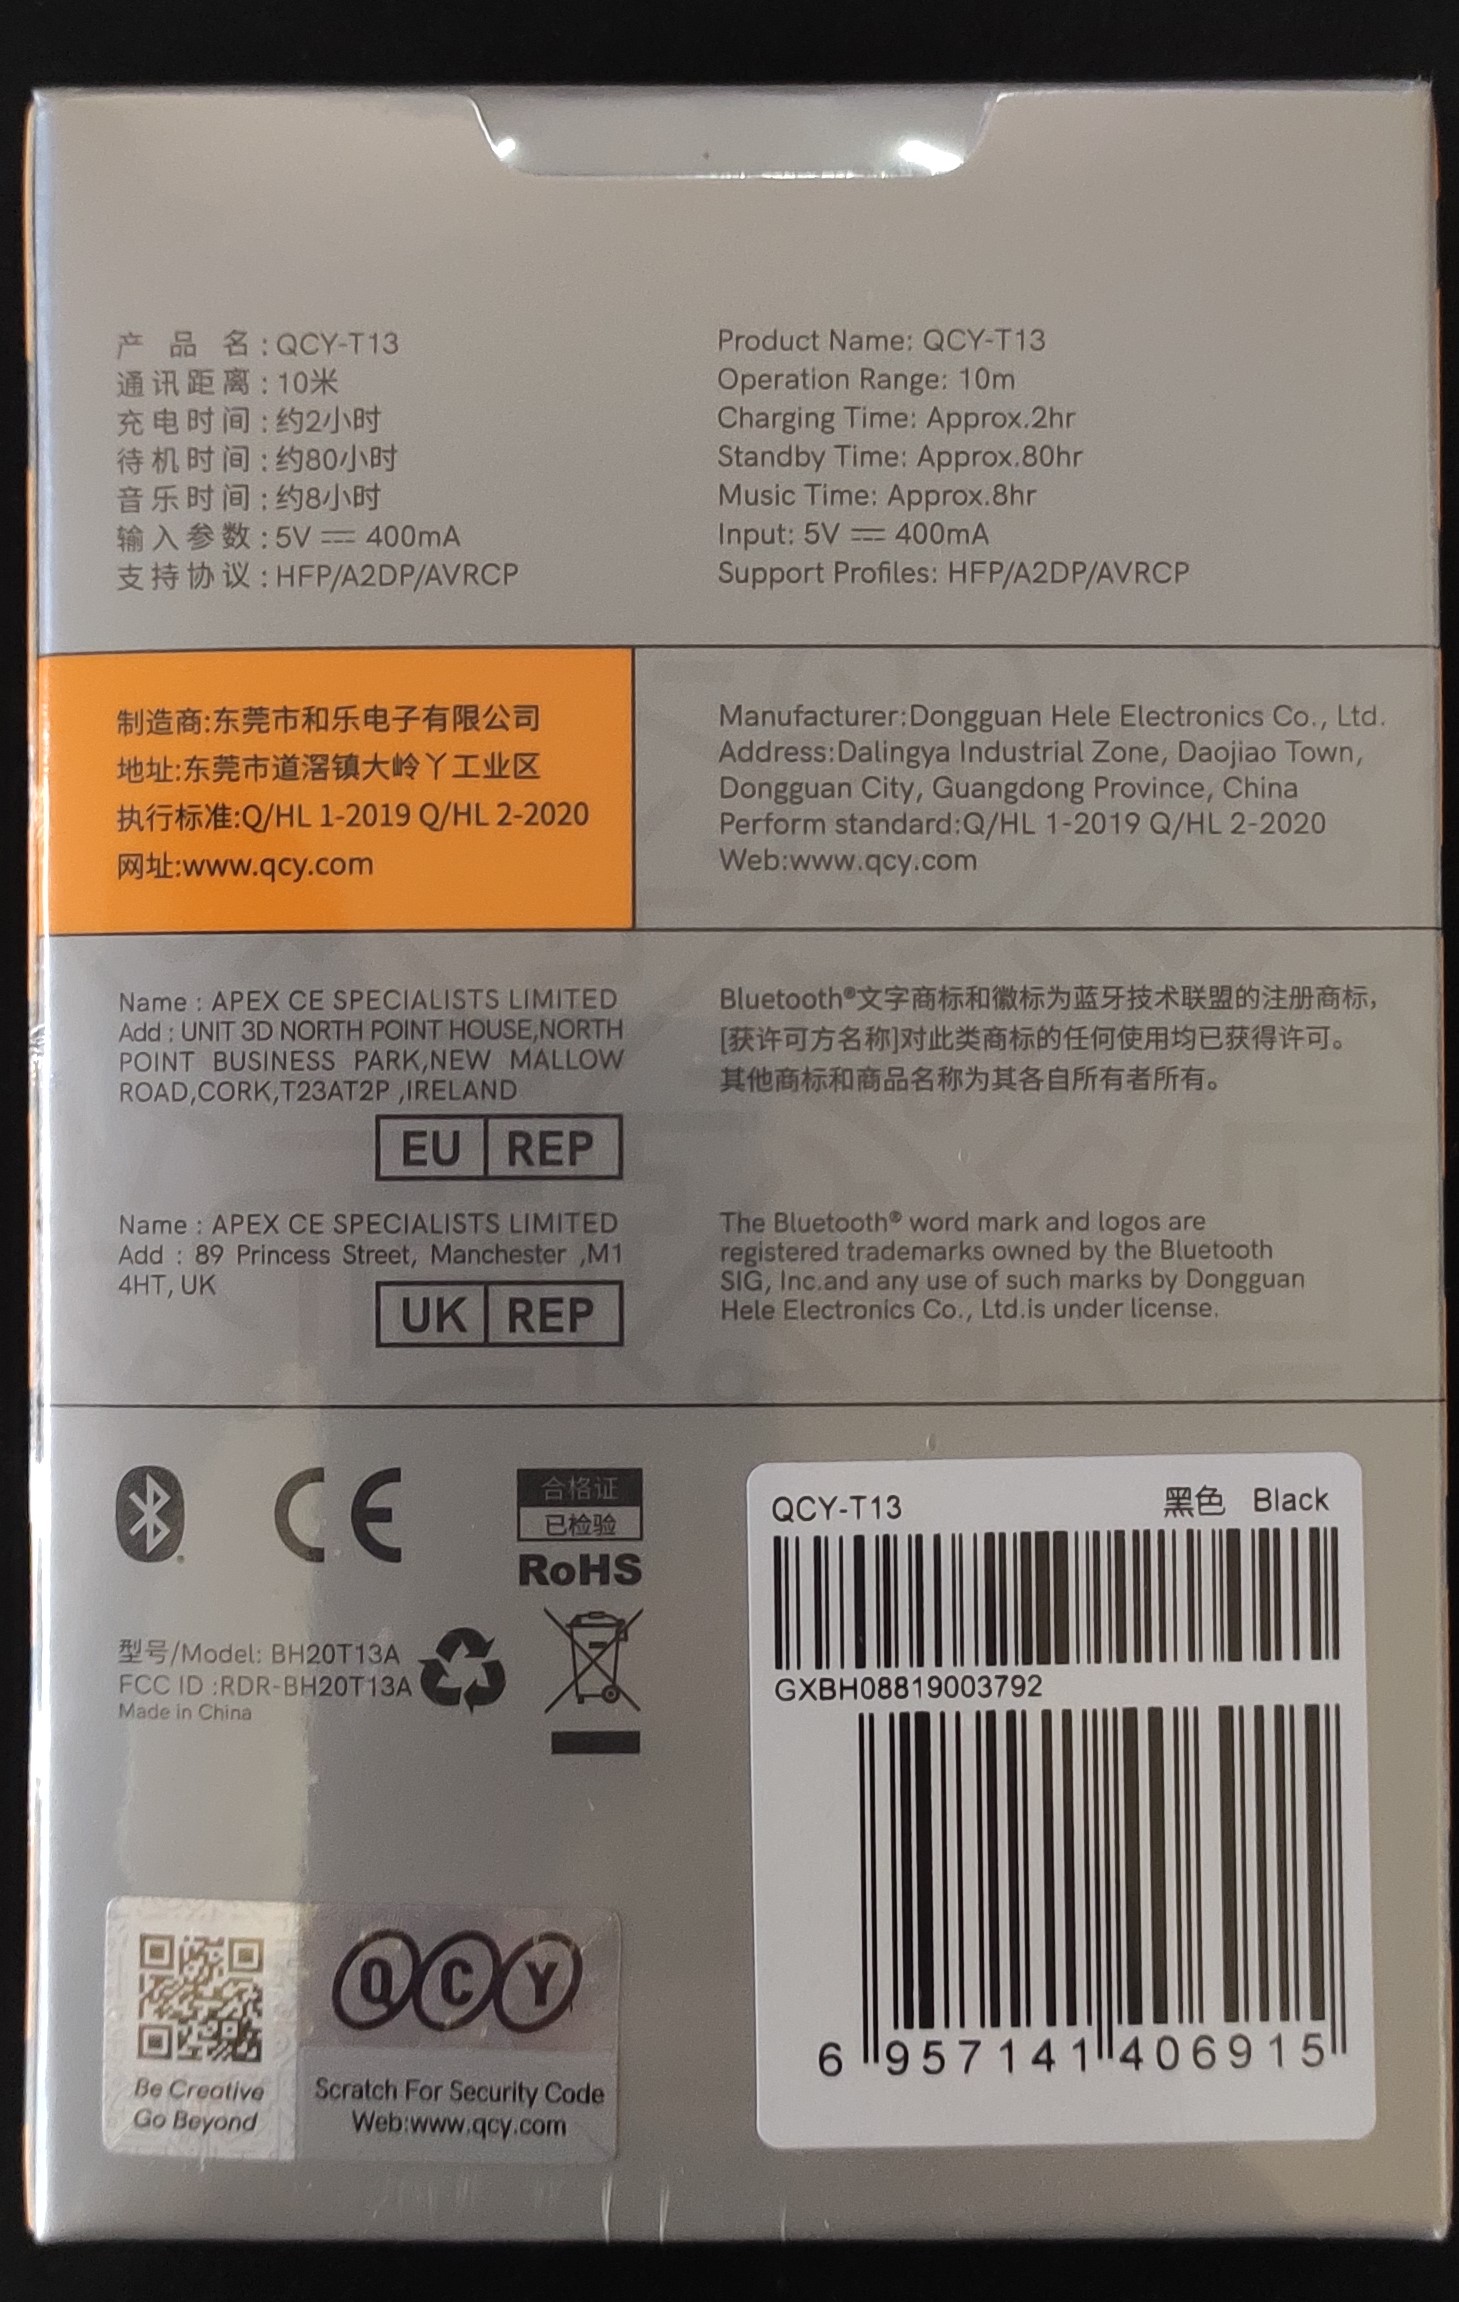 产品名:QCY-T13
通讯距离:10米
充电时间:约2小时
待机时间:约80小时
音乐时间:约8小时
输入参数:5V ⎓ 400mA
支持协议:HFP/A2DP/AVRCP
Product Name: QCY-T13
Operation Range: 10m
Charging Time: Approx.2hr
Standby Time: Approx.80hr
Music Time: Approx.8hr
Input: 5V ⎓ 400mA
Support Profiles: HFP/A2DP/AVRCP
制造商:东莞市和乐电子有限公司
地址:东莞市道滘镇大岭丫工业区
执行标准:Q/HL 1-2019 Q/HL 2-2020
网址:www.qcy.com
Manufacturer:Dongguan Hele Electronics Co., Ltd.
Address:Dalingya Industrial Zone, Daojiao Town,
Dongguan City, Guangdong Province, China
Perform standard:Q/HL 1-2019 Q/HL 2-2020
Web:www.qcy.com
Name : APEX CE SPECIALISTS LIMITED
Add : UNIT 3D NORTH POINT HOUSE,NORTH
POINT BUSINESS PARK,NEW MALLOW
ROAD,CORK,T23AT2P ,IRELAND
EU REP
Name : APEX CE SPECIALISTS LIMITED
Add : 89 Princess Street, Manchester ,M1
4HT, UK
UK REP
Bluetooth®文字商标和徽标为蓝牙技术联盟的注册商标，
[获许可方名称]对此类商标的任何使用均已获得许可。
其他商标和商品名称为其各自所有者所有。
The Bluetooth® word mark and logos are
registered trademarks owned by the Bluetooth
SIG, Inc.and any use of such marks by Dongguan
Hele Electronics Co., Ltd.is under license.
CE
合格证
已检验
RoHS
型号/Model: BH20T13A
FCC ID :RDR-BH20T13A
Made in China
QCY-T13 黑色 Black
GXBH08819003792
6 957141 406915
QCY
Be Creative
Go Beyond
Scratch For Security Code
Web:www.qcy.com